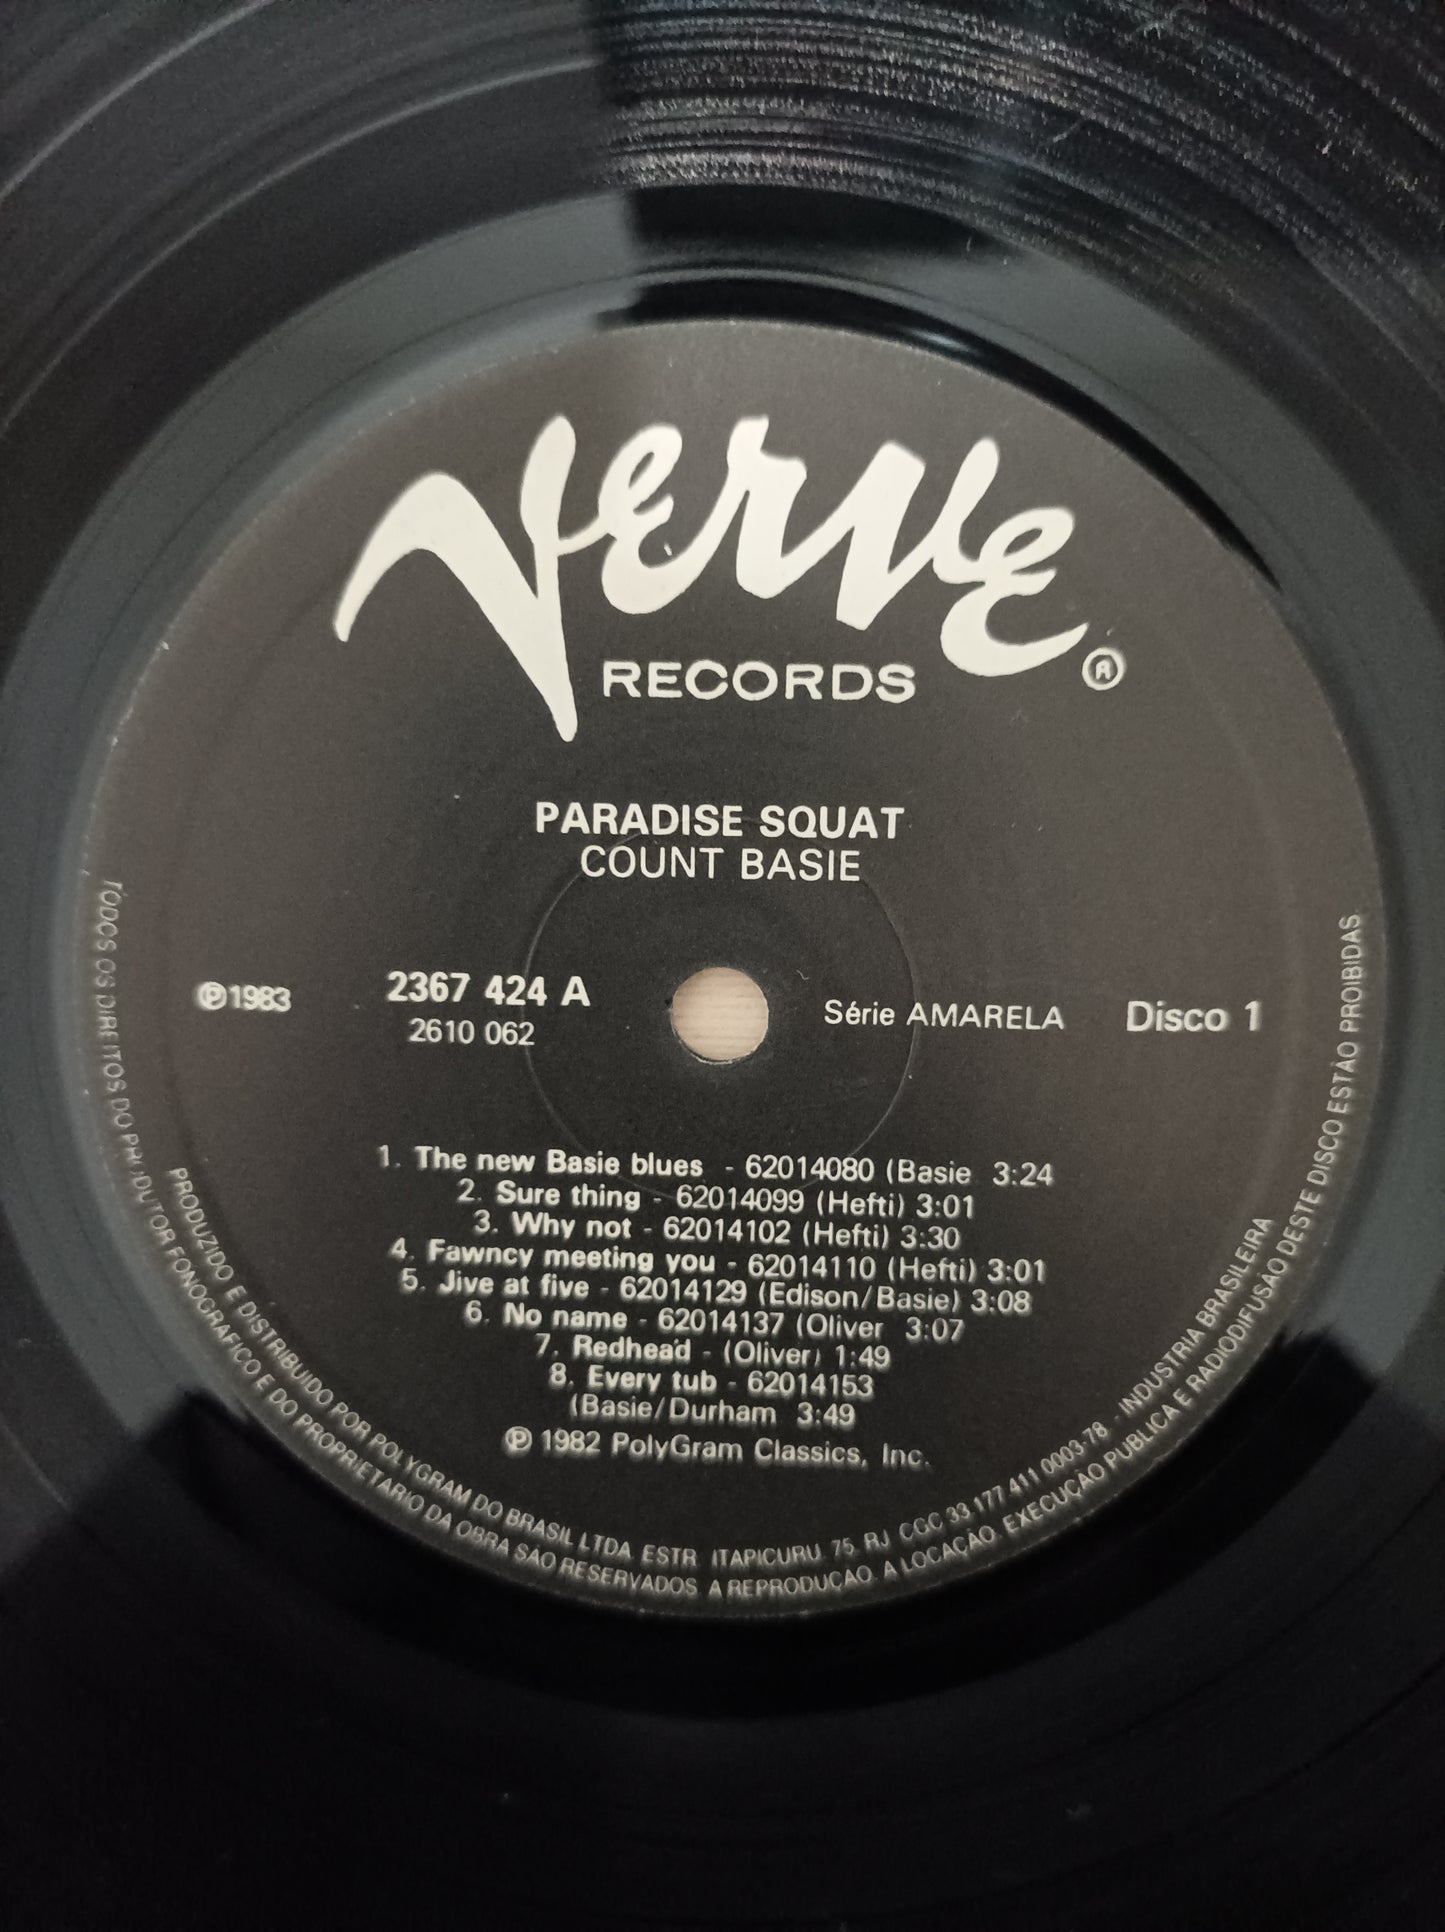 Verve ®
RECORDS
PARADISE SQUAT
COUNT BASIE
℗1983
2367 424 A
2610 062
Série AMARELA
Disco 1
1. The new Basie blues - 62014080 (Basie 3:24
2. Sure thing - 62014099 (Hefti) 3:01
3. Why not - 62014102 (Hefti) 3:30
4. Fawncy meeting you - 62014110 (Hefti) 3:01
5. Jive at five - 62014129 (Edison/Basie) 3:08
6. No name - 62014137 (Oliver 3:07
7. Redhead - (Oliver) 1:49
8. Every tub - 62014153
(Basie/Durham 3:49
℗ 1982 PolyGram Classics, Inc.
PRODUZIDO E DISTRIBUIDO POR POLYGRAM DO BRASIL LTDA. ESTR. ITAPICURU 75. RJ CGC 33 177 411 0003-78 - INDUSTRIA BRASILEIRA
TODOS OS DIREITOS DO PRODUTOR FONOGRAFICO E DO PROPRIETARIO DA OBRA SÃO RESERVADOS. A REPRODUÇÃO. A LOCAÇÃO. EXECUÇÃO PUBLICA E RADIODIFUSÃO DESTE DISCO ESTÃO PROIBIDAS